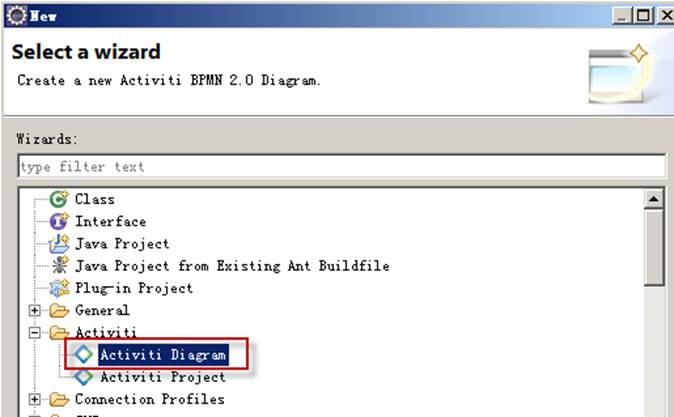 New
Select a wizard
Create a new Activiti BPMN 2.0 Diagram.
Wizards:
type filter text
Class
Interface
Java Project
Java Project from Existing Ant Buildfile
Plug-in Project
General
Activiti
Activiti Diagram
Activiti Project
Connection Profiles